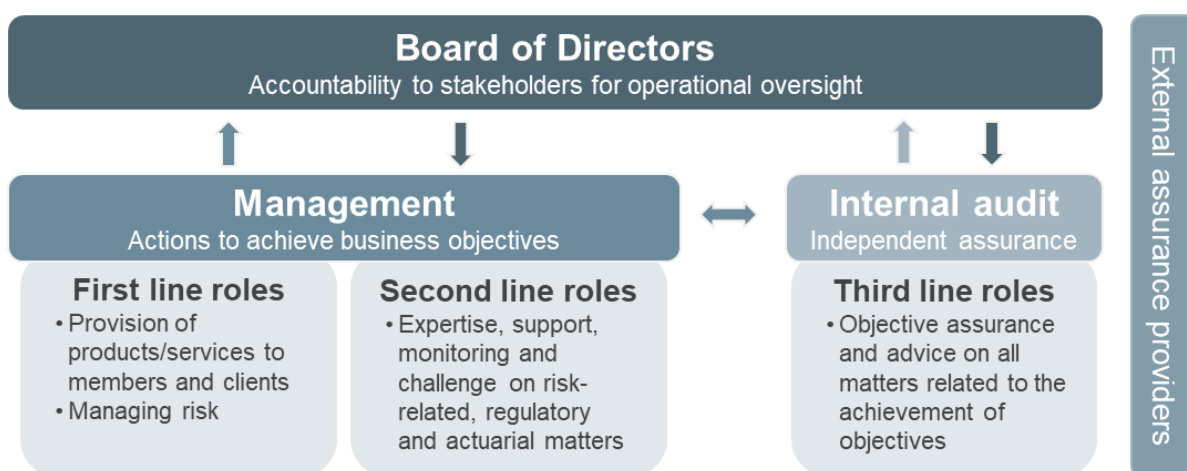 Board of Directors
Accountability to stakeholders for operational oversight
Management
Actions to achieve business objectives
Internal audit
Independent assurance
First line roles
• Provision of
products/services to
members and clients
• Managing risk
Second line roles
• Expertise, support,
monitoring and
challenge on risk-
related, regulatory
and actuarial matters
Third line roles
• Objective assurance
and advice on all
matters related to the
achievement of
objectives
External assurance providers